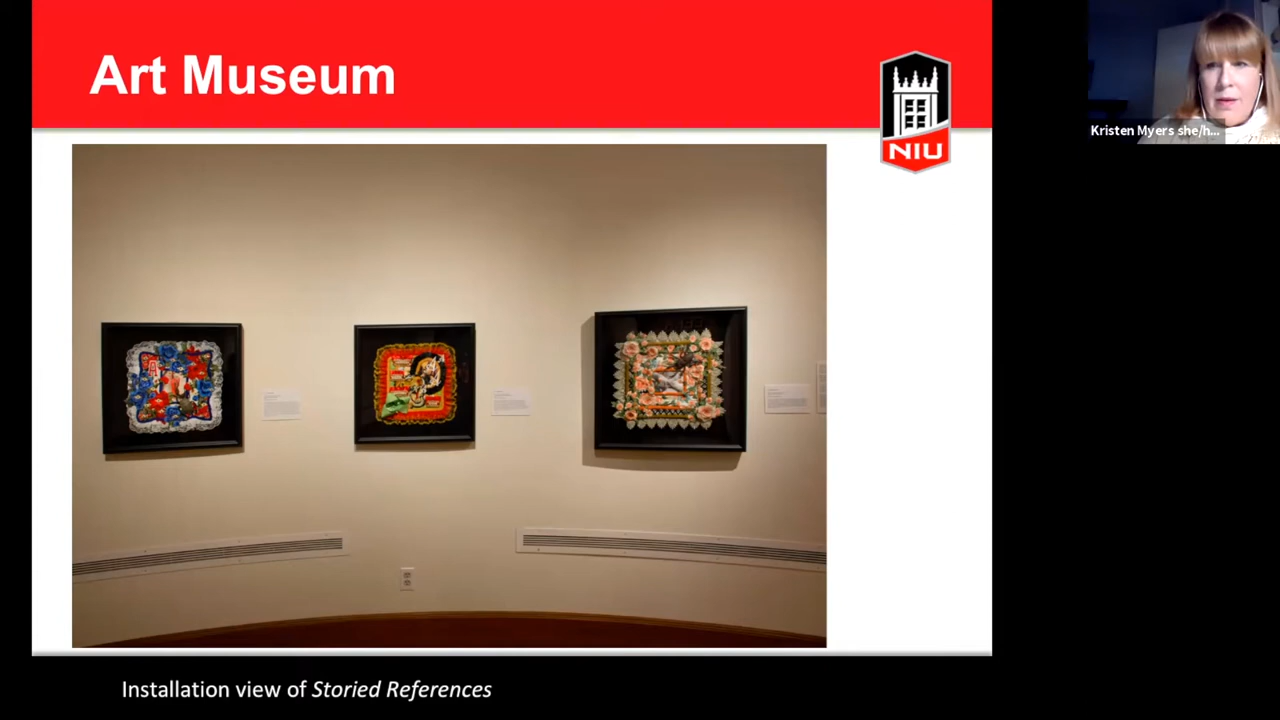 Art Museum
NIU
Kristen Myers she/h...
Installation view of Storied References